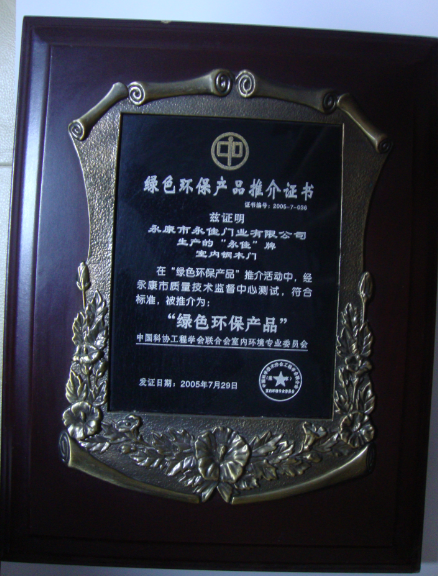 绿色环保产品推介证书
证书编号：2005-7-036
兹证明
永康市永佳门业有限公司
生产的“永佳”牌
室内钢木门
在“绿色环保产品”推介活动中，经
永康市质量技术监督中心测试，符合
标准，被推介为：
“绿色环保产品”
中国科协工程学会联合会室内环境专业委员会
发证日期：2005年7月29日